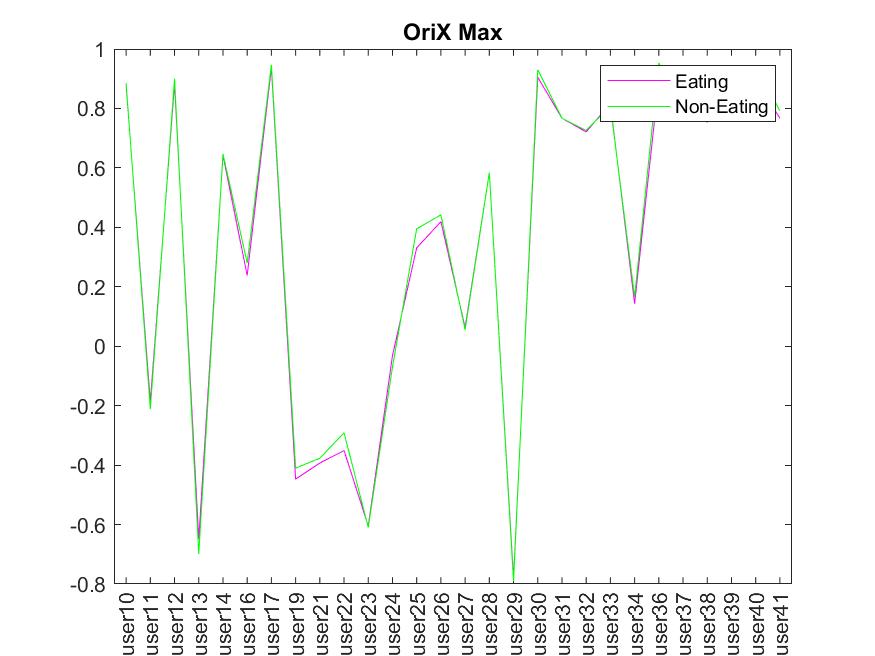 OriX Max
1
0.8
0.6
0.4
0.2
0
-0.2
-0.4
-0.6
-0.8
Eating
Non-Eating
user10
user11
user12
user13
user14
user16
user17
user19
user21
user22
user23
user24
user25
user26
user27
user28
user29
user30
user31
user32
user33
user34
user36
user37
user38
user39
user40
user41